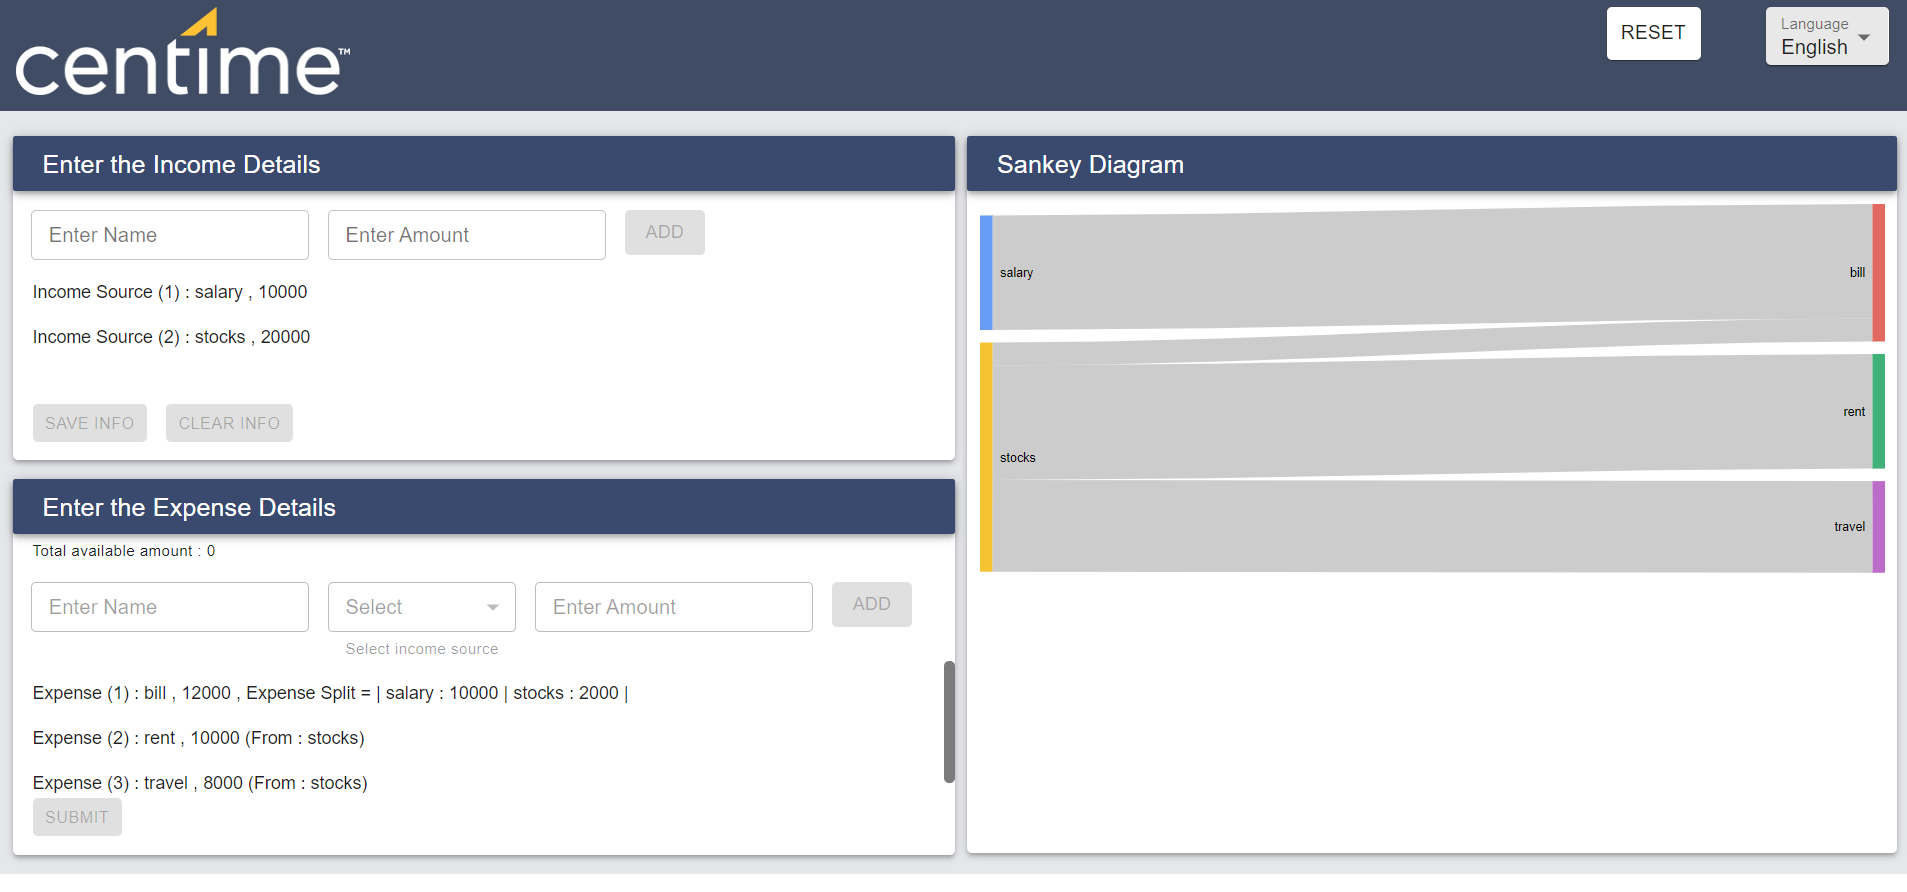 centime™
RESET
Language
English
Enter the Income Details
Enter Name
Enter Amount
ADD
Income Source (1) : salary , 10000
Income Source (2) : stocks , 20000
SAVE INFO
CLEAR INFO
Enter the Expense Details
Total available amount : 0
Enter Name
Select
Enter Amount
ADD
Select income source
Expense (1) : bill , 12000 , Expense Split = | salary : 10000 | stocks : 2000 |
Expense (2) : rent , 10000 (From : stocks)
Expense (3) : travel , 8000 (From : stocks)
SUBMIT
Sankey Diagram
salary
bill
rent
stocks
travel